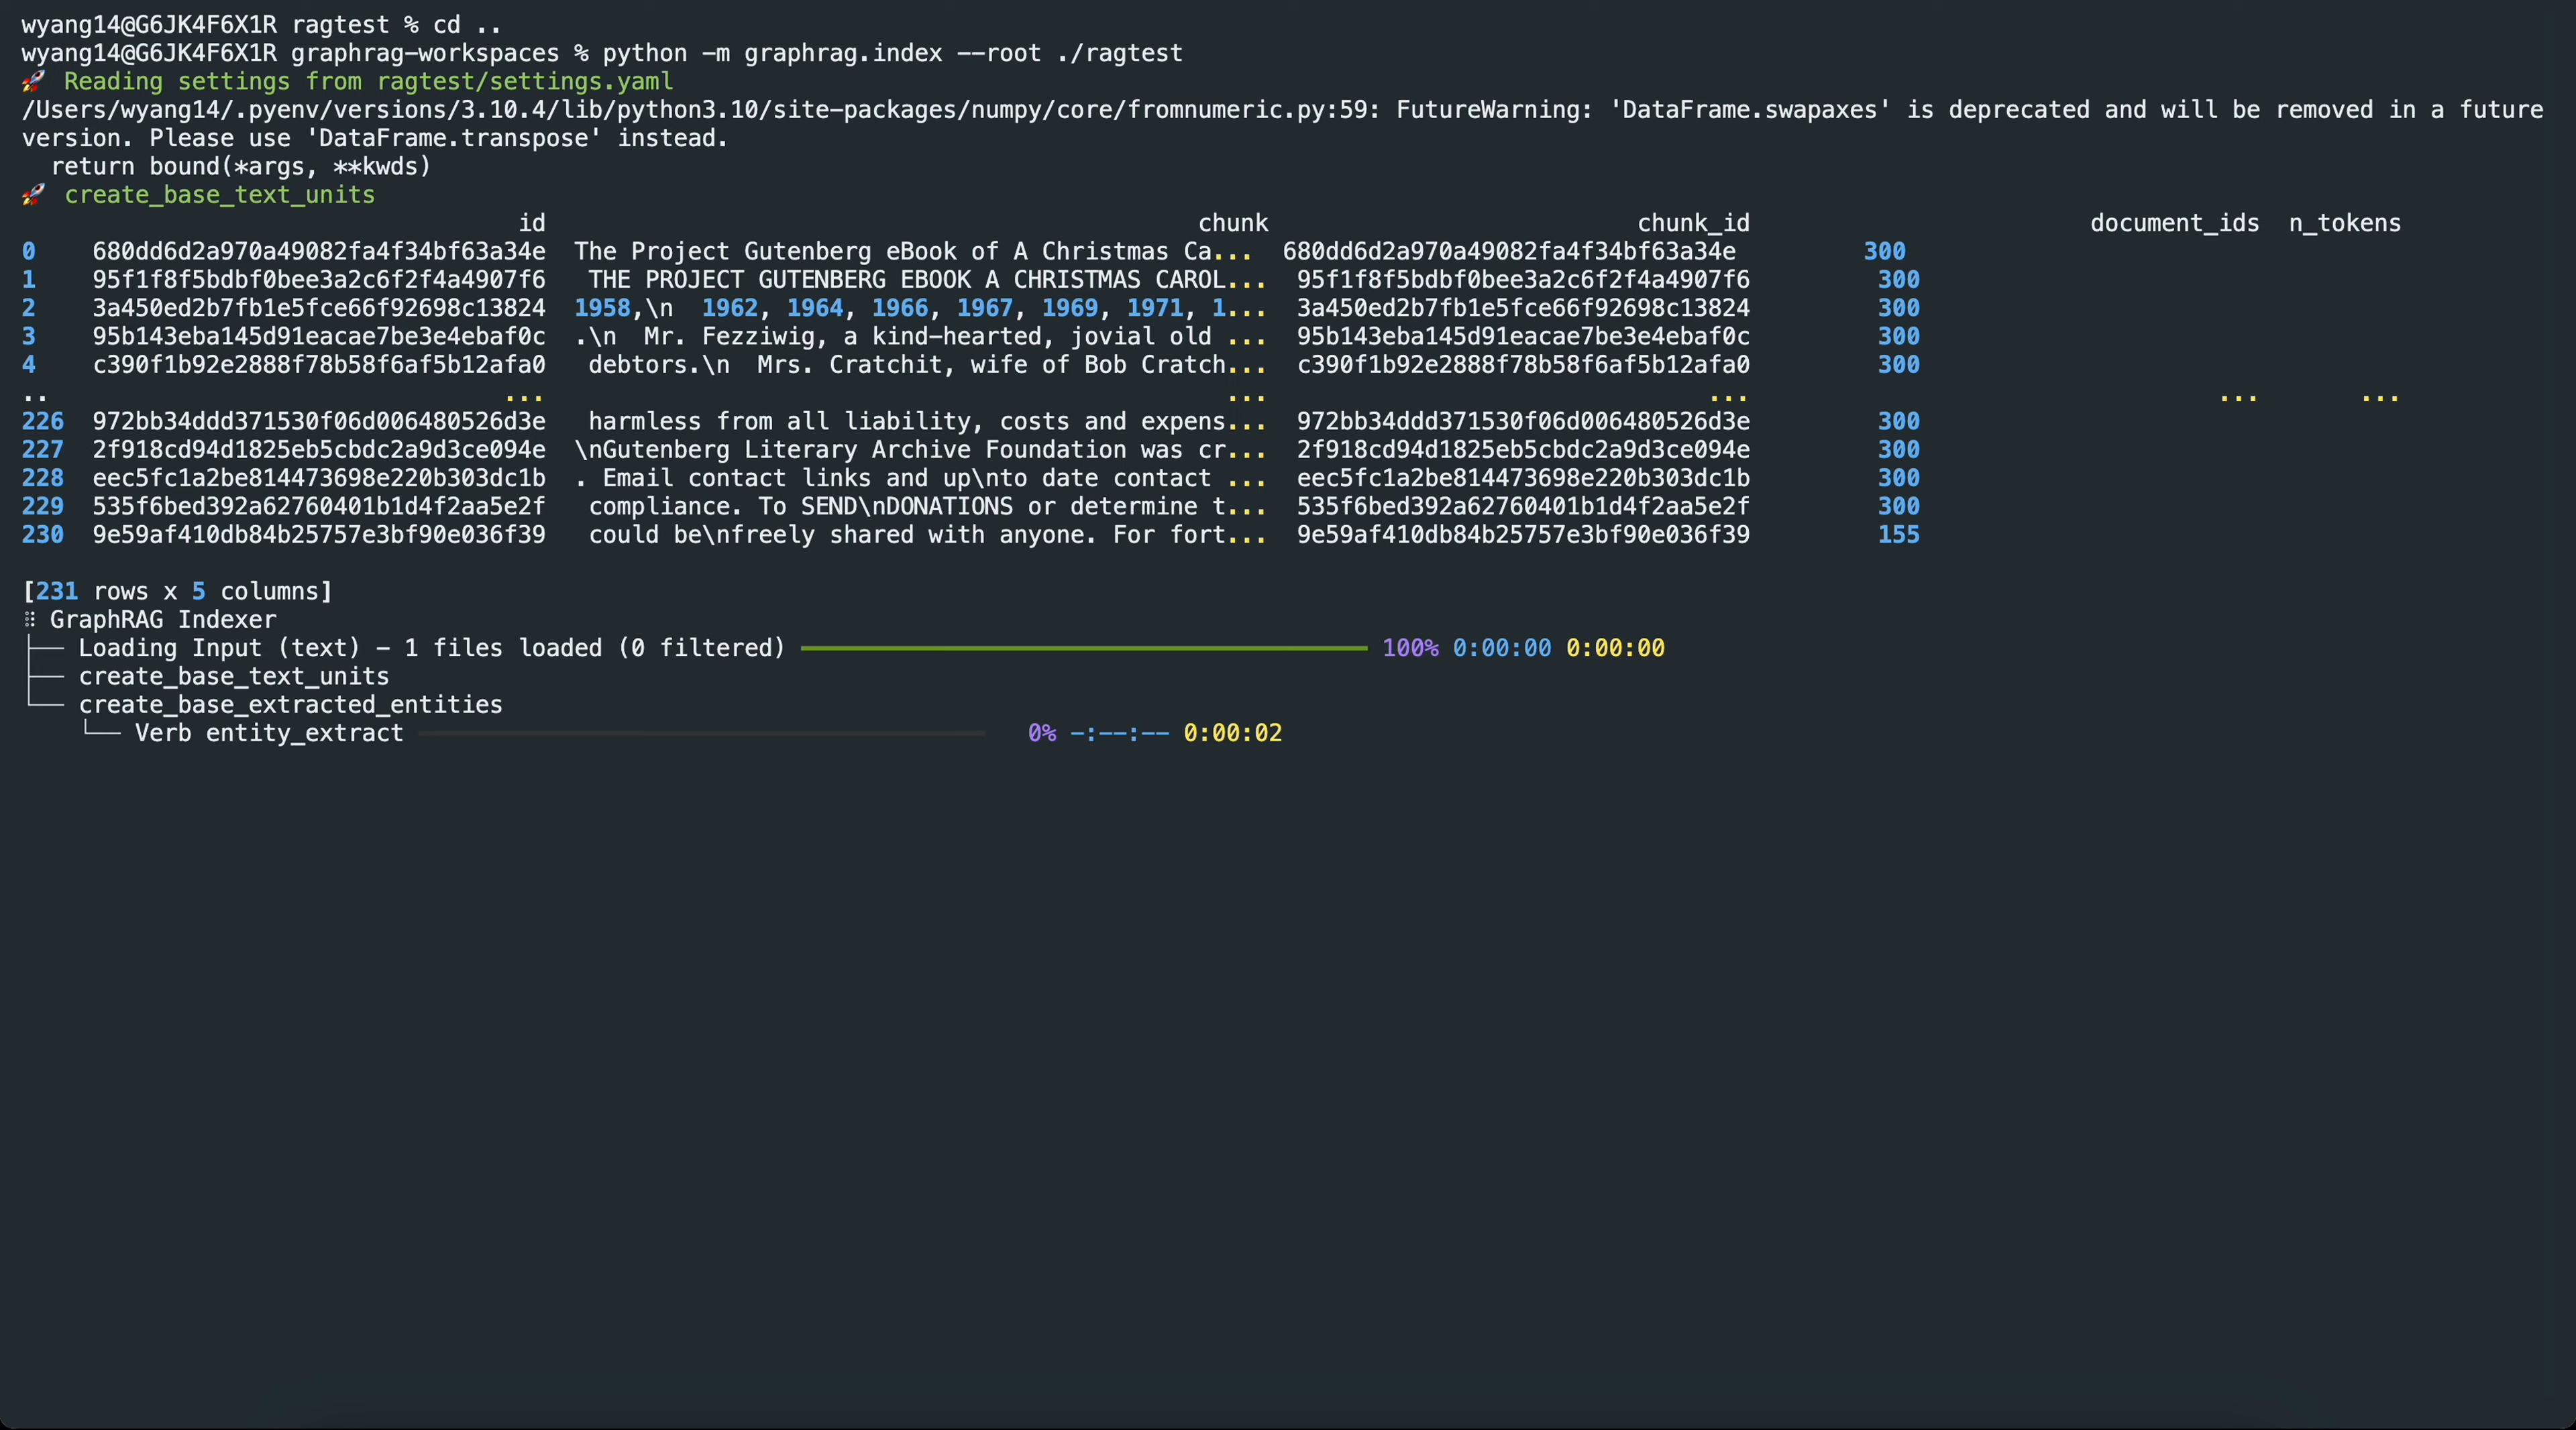 wyang14@G6JK4F6X1R ragtest % cd ..
wyang14@G6JK4F6X1R graphrag-workspaces % python -m graphrag.index --root ./ragtest
🚀 Reading settings from ragtest/settings.yaml
/Users/wyang14/.pyenv/versions/3.10.4/lib/python3.10/site-packages/numpy/core/fromnumeric.py:59: FutureWarning: 'DataFrame.swapaxes' is deprecated and will be removed in a future
version. Please use 'DataFrame.transpose' instead.
  return bound(*args, **kwds)
🚀 create_base_text_units
id chunk chunk_id document_ids n_tokens
0 680dd6d2a970a49082fa4f34bf63a34e The Project Gutenberg eBook of A Christmas Ca... 680dd6d2a970a49082fa4f34bf63a34e 300
1 95f1f8f5bdbf0bee3a2c6f2f4a4907f6 THE PROJECT GUTENBERG EBOOK A CHRISTMAS CAROL... 95f1f8f5bdbf0bee3a2c6f2f4a4907f6 300
2 3a450ed2b7fb1e5fce66f92698c13824 1958,\n  1962, 1964, 1966, 1967, 1969, 1971, 1... 3a450ed2b7fb1e5fce66f92698c13824 300
3 95b143eba145d91eacae7be3e4ebaf0c .\n  Mr. Fezziwig, a kind-hearted, jovial old ... 95b143eba145d91eacae7be3e4ebaf0c 300
4 c390f1b92e2888f78b58f6af5b12afa0 debtors.\n  Mrs. Cratchit, wife of Bob Cratch... c390f1b92e2888f78b58f6af5b12afa0 300
.. ... ... ... ... ...
226 972bb34ddd371530f06d006480526d3e harmless from all liability, costs and expens... 972bb34ddd371530f06d006480526d3e 300
227 2f918cd94d1825eb5cbdc2a9d3ce094e \nGutenberg Literary Archive Foundation was cr... 2f918cd94d1825eb5cbdc2a9d3ce094e 300
228 eec5fc1a2be814473698e220b303dc1b . Email contact links and up\nto date contact ... eec5fc1a2be814473698e220b303dc1b 300
229 535f6bed392a62760401b1d4f2aa5e2f compliance. To SEND\nDONATIONS or determine t... 535f6bed392a62760401b1d4f2aa5e2f 300
230 9e59af410db84b25757e3bf90e036f39 could be\nfreely shared with anyone. For fort... 9e59af410db84b25757e3bf90e036f39 155
[231 rows x 5 columns]
⠿ GraphRAG Indexer
├── Loading Input (text) - 1 files loaded (0 filtered) ━━━━━━━━━━ 100% 0:00:00 0:00:00
├── create_base_text_units
└── create_base_extracted_entities
    └── Verb entity_extract ━━━━━━━━━━ 0% -:--:-- 0:00:02